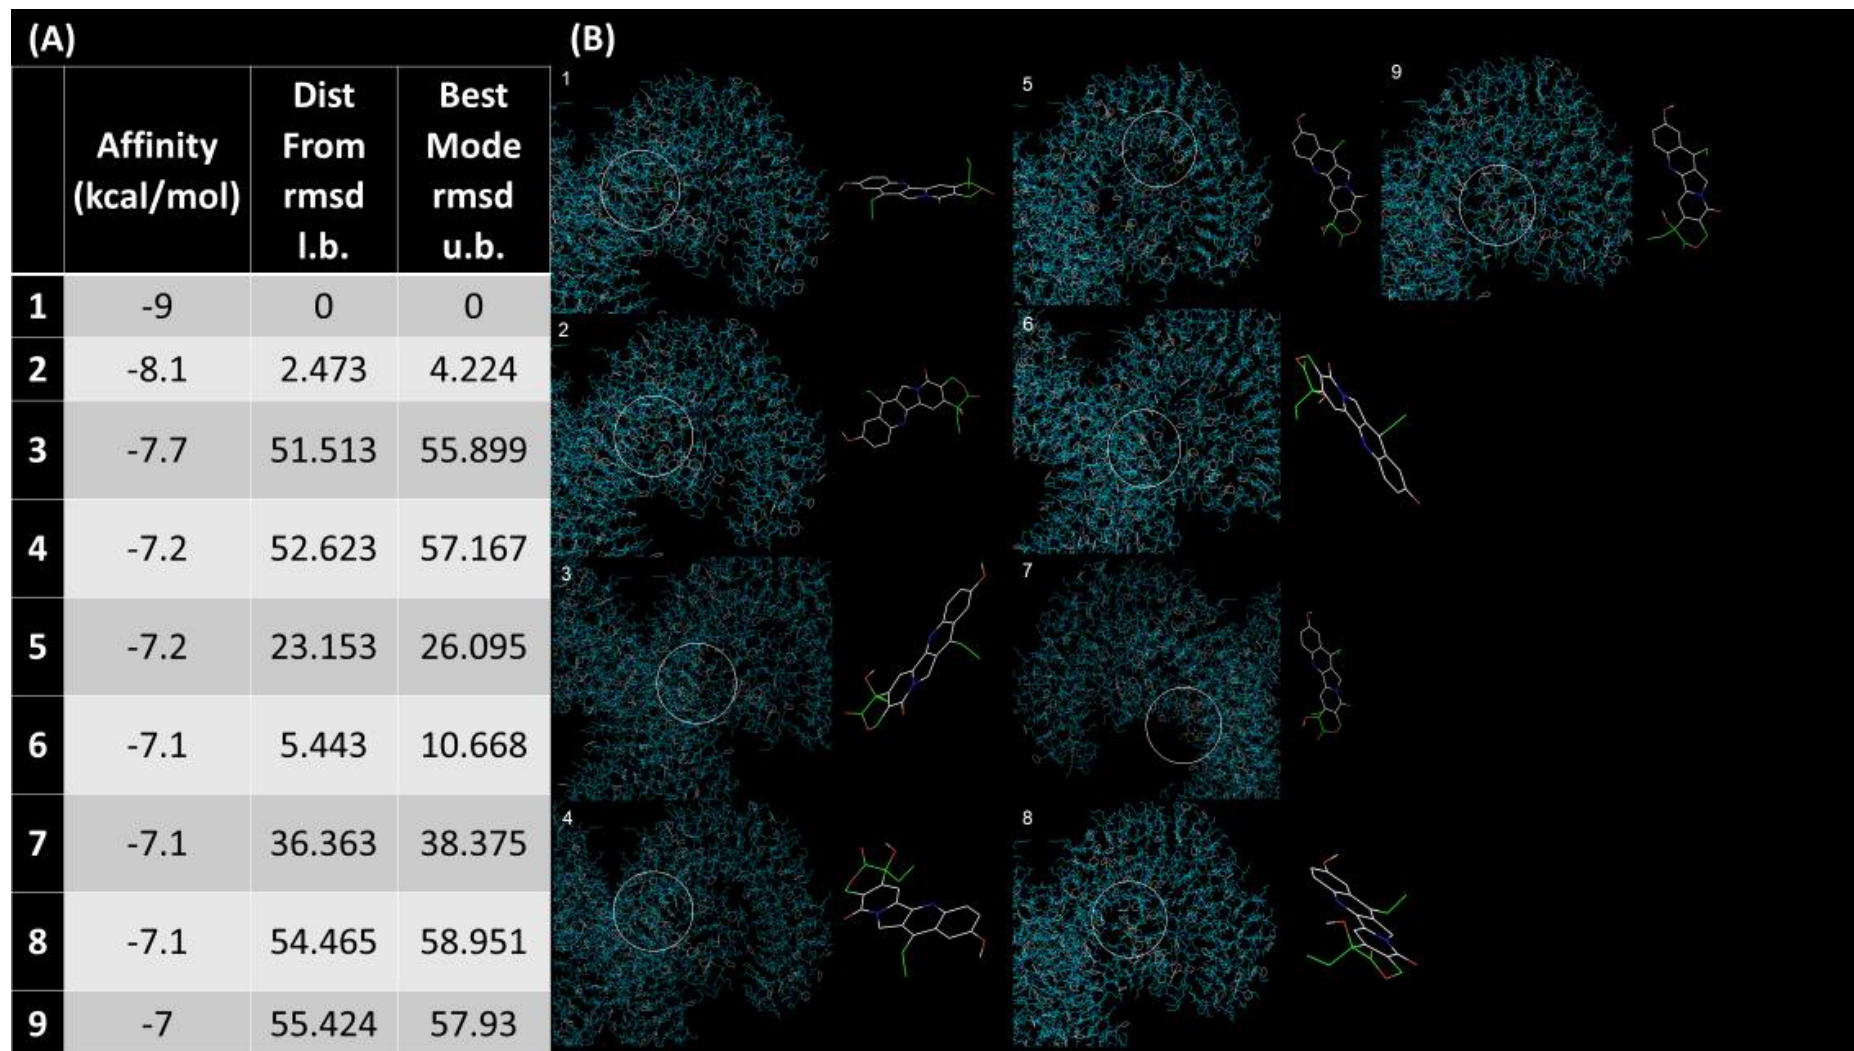 (A)
Affinity (kcal/mol) Dist From rmsd l.b. Best Mode rmsd u.b.
1 -9 0 0
2 -8.1 2.473 4.224
3 -7.7 51.513 55.899
4 -7.2 52.623 57.167
5 -7.2 23.153 26.095
6 -7.1 5.443 10.668
7 -7.1 36.363 38.375
8 -7.1 54.465 58.951
9 -7 55.424 57.93
(B)
1
2
3
4
5
6
7
8
9